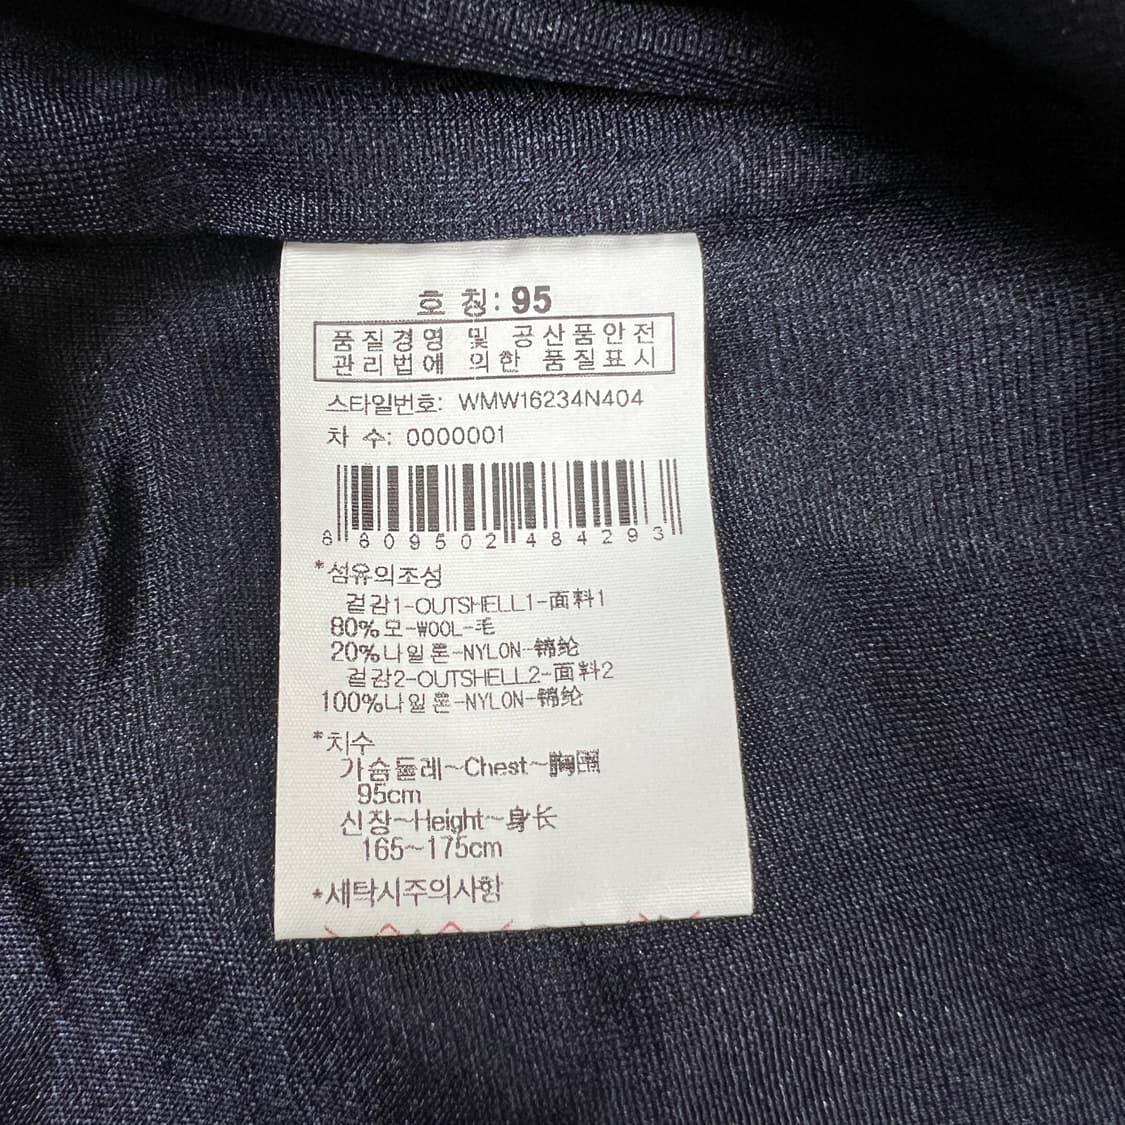 호 칭: 95
품질경영 및 공산품안전
관리법에 의한 품질표시
스타일번호: WMW16234N404
차 수: 0000001
8 809502 484293
*섬유의조성
겉감1-OUTSHELL1-面料1
80%모-WOOL-毛
20%나일론-NYLON-锦纶
겉감2-OUTSHELL2-面料2
100%나일론-NYLON-锦纶
*치수
가슴둘레~Chest~胸围
95cm
신장~Height~身长
165~175cm
*세탁시주의사항